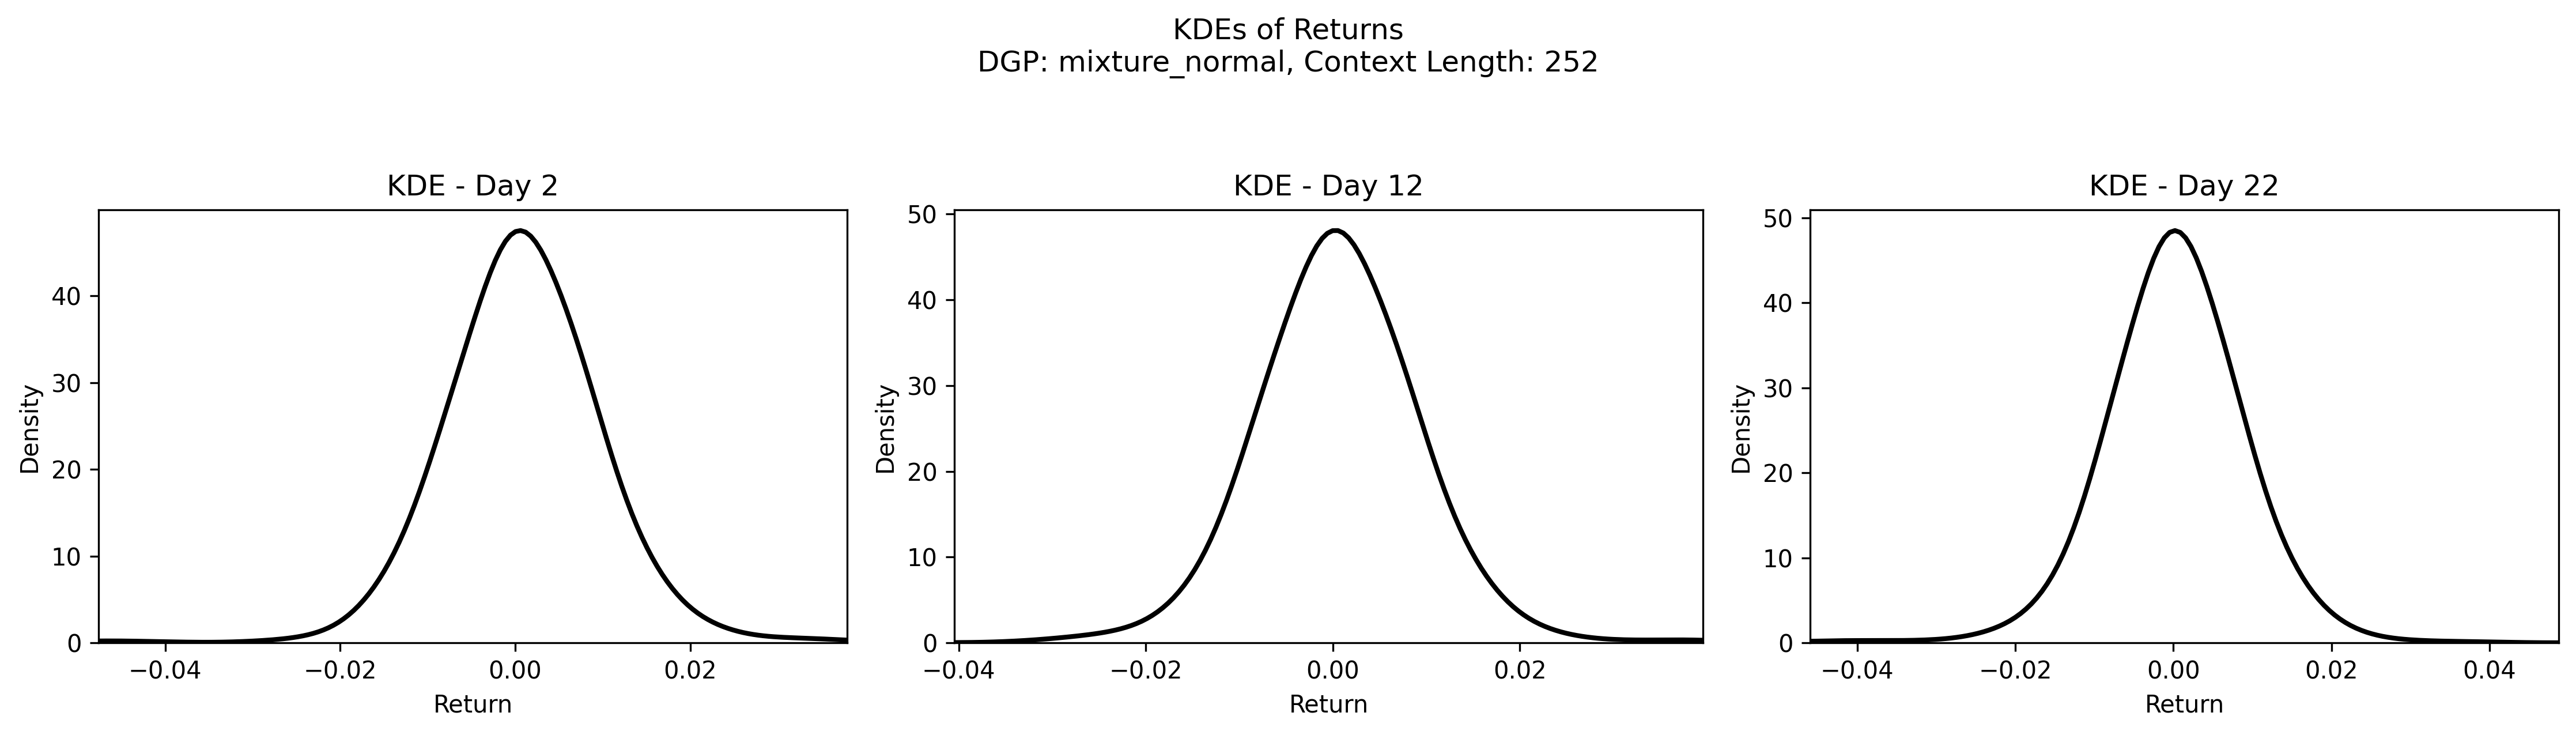 KDEs of Returns
DGP: mixture_normal, Context Length: 252
KDE - Day 2
Density
40
30
20
10
0
−0.04
−0.02
0.00
0.02
Return
KDE - Day 12
Density
50
40
30
20
10
0
−0.04
−0.02
0.00
0.02
Return
KDE - Day 22
Density
50
40
30
20
10
0
−0.04
−0.02
0.00
0.02
0.04
Return